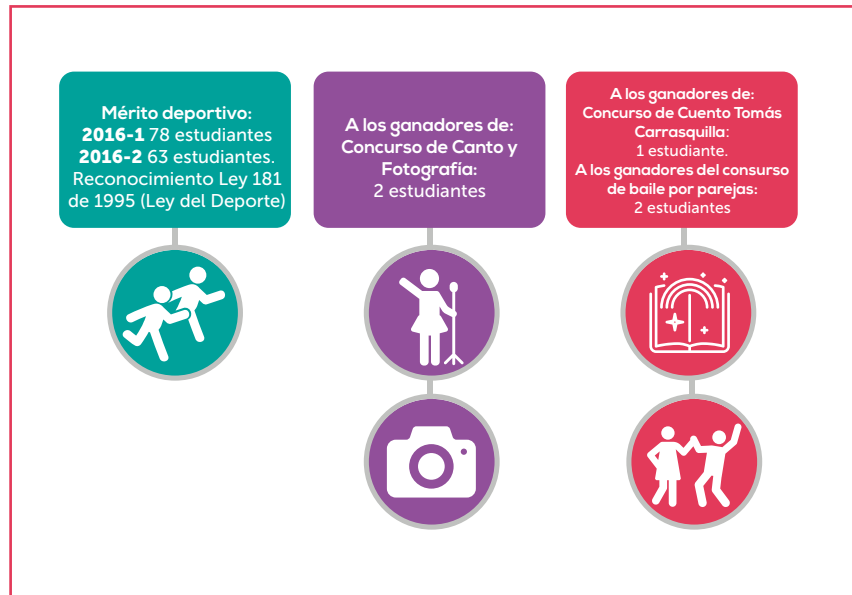 Mérito deportivo:
2016-1 78 estudiantes
2016-2 63 estudiantes.
Reconocimiento Ley 181
de 1995 (Ley del Deporte)
A los ganadores de:
Concurso de Canto y
Fotografía:
2 estudiantes
A los ganadores de:
Concurso de Cuento Tomás
Carrasquilla:
1 estudiante.
A los ganadores del consurso
de baile por parejas:
2 estudiantes